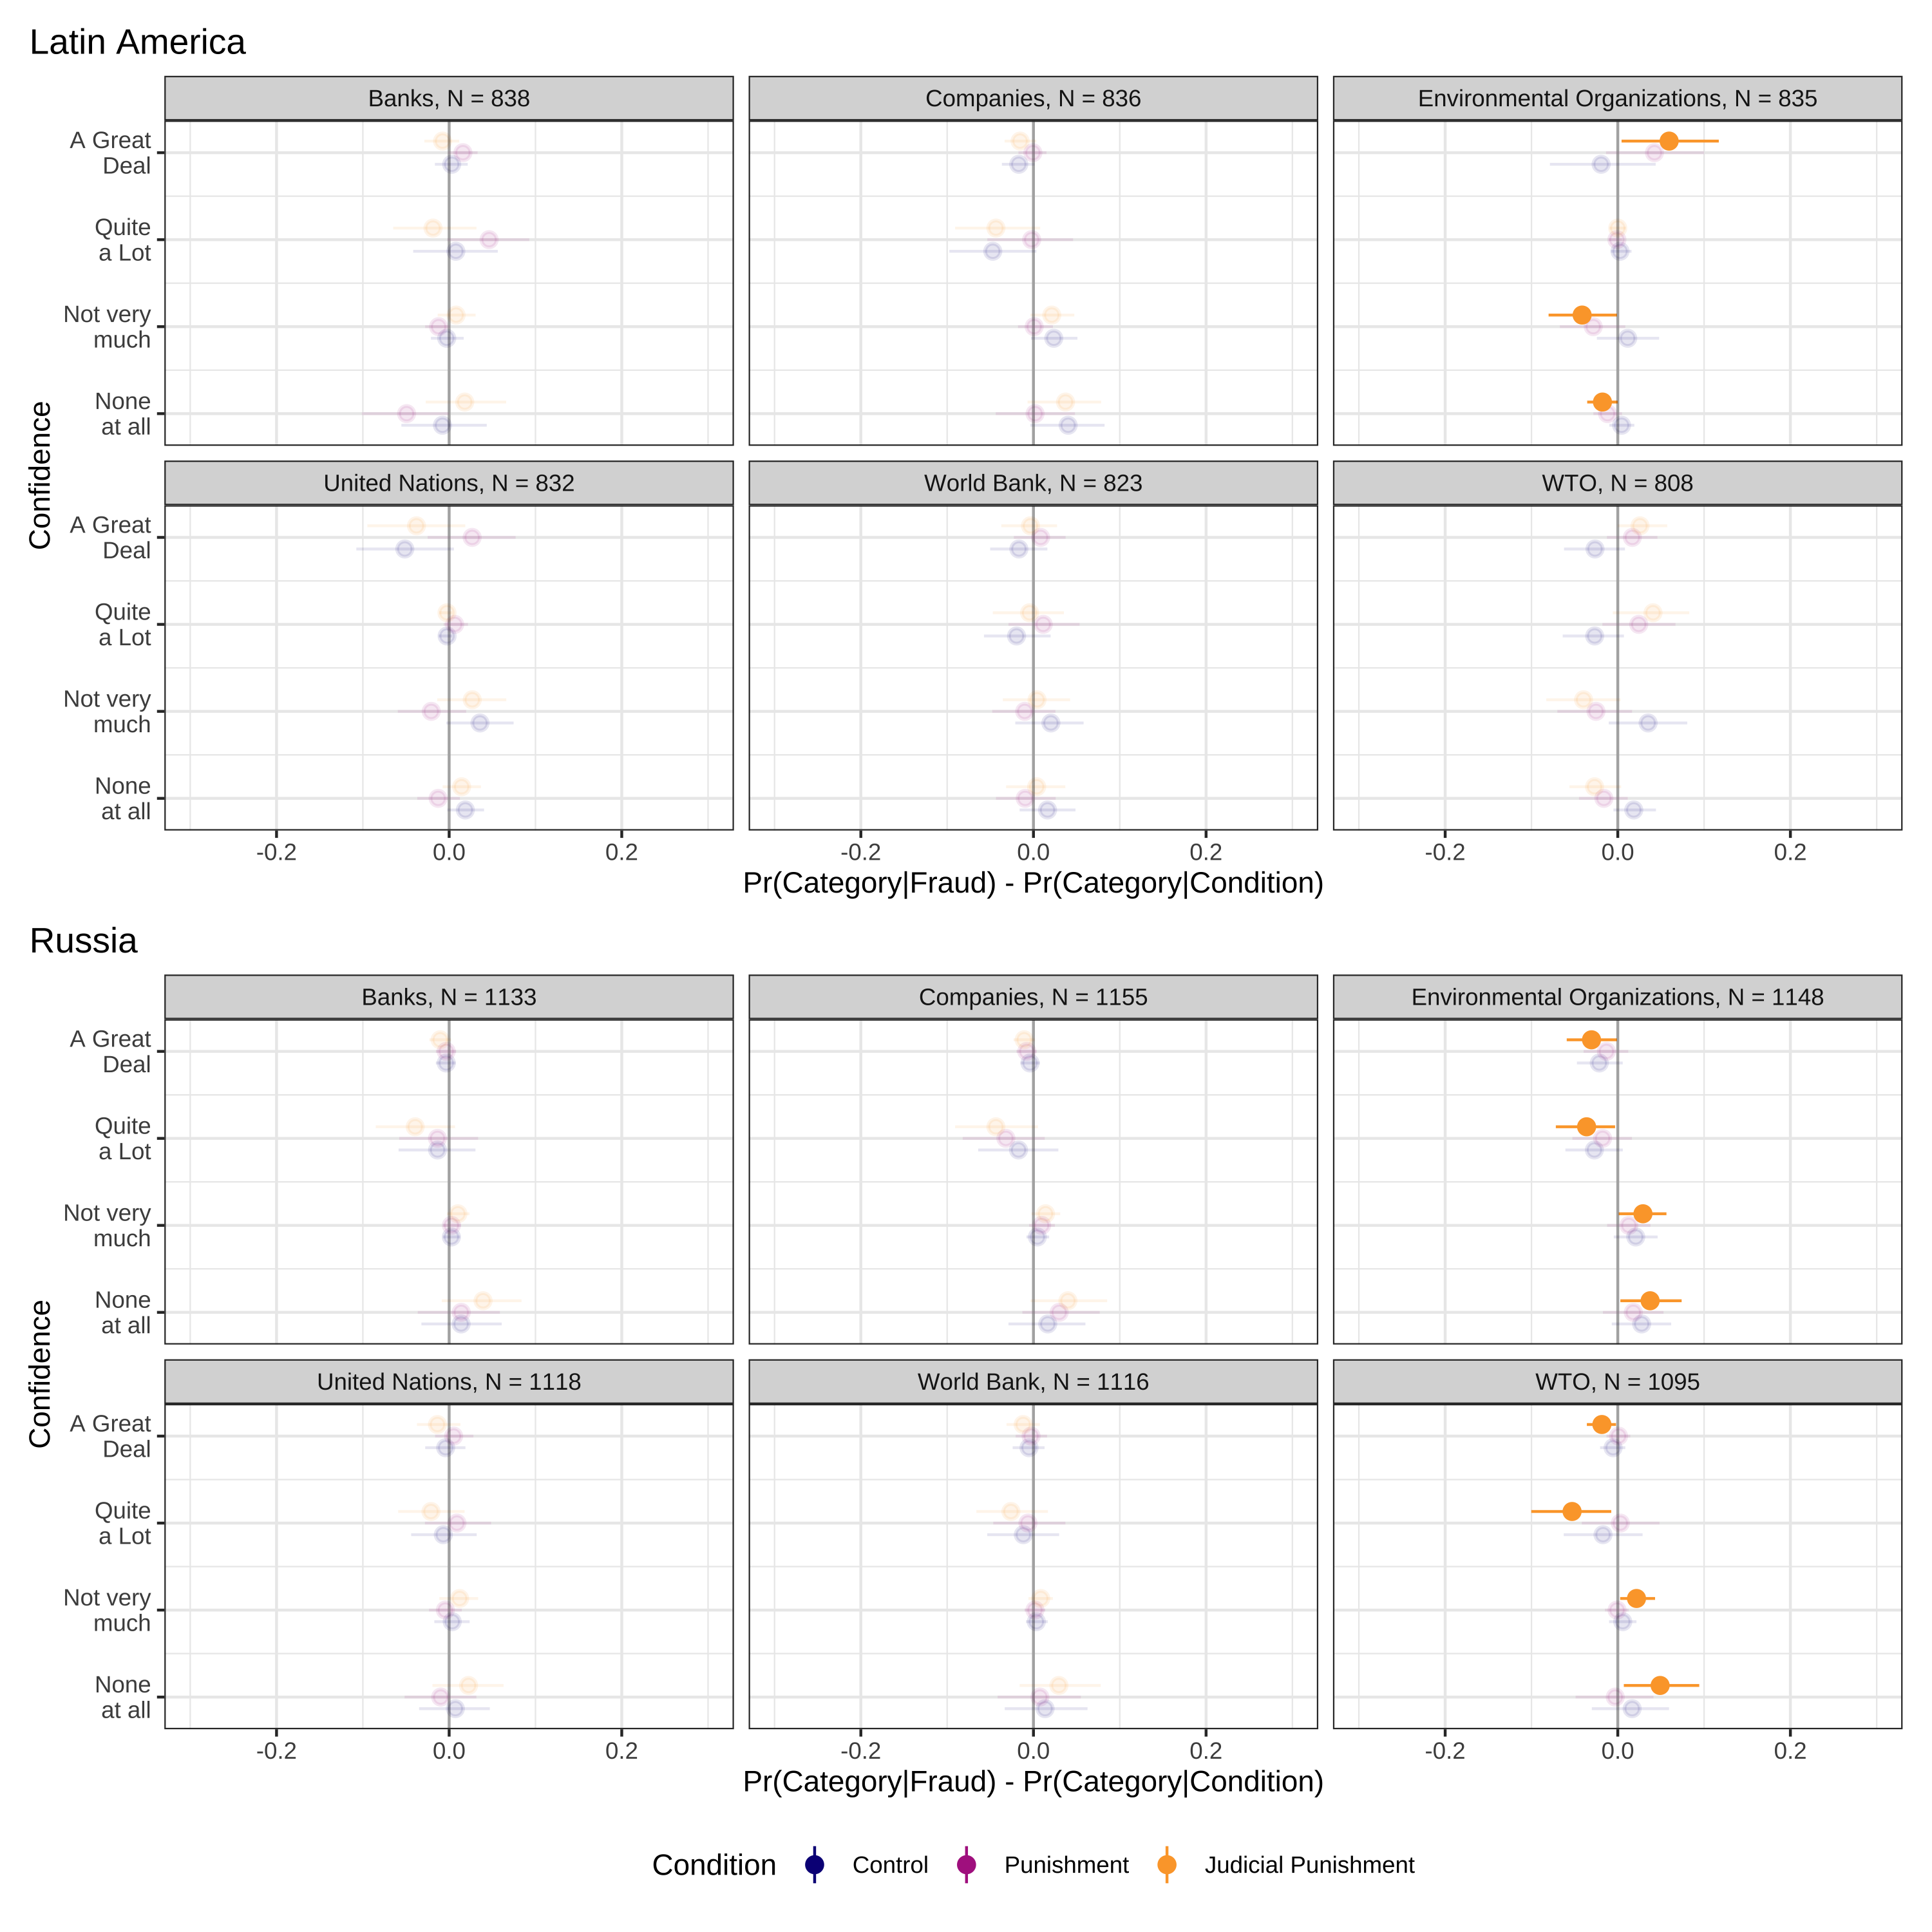 Latin America
Banks, N = 838
Companies, N = 836
Environmental Organizations, N = 835
Confidence
A Great
Deal
Quite
a Lot
Not very
much
None
at all
United Nations, N = 832
World Bank, N = 823
WTO, N = 808
A Great
Deal
Quite
a Lot
Not very
much
None
at all
-0.2 0.0 0.2 -0.2 0.0 0.2 -0.2 0.0 0.2
Pr(Category|Fraud) - Pr(Category|Condition)
Russia
Banks, N = 1133
Companies, N = 1155
Environmental Organizations, N = 1148
Confidence
A Great
Deal
Quite
a Lot
Not very
much
None
at all
United Nations, N = 1118
World Bank, N = 1116
WTO, N = 1095
A Great
Deal
Quite
a Lot
Not very
much
None
at all
-0.2 0.0 0.2 -0.2 0.0 0.2 -0.2 0.0 0.2
Pr(Category|Fraud) - Pr(Category|Condition)
Condition Control Punishment Judicial Punishment